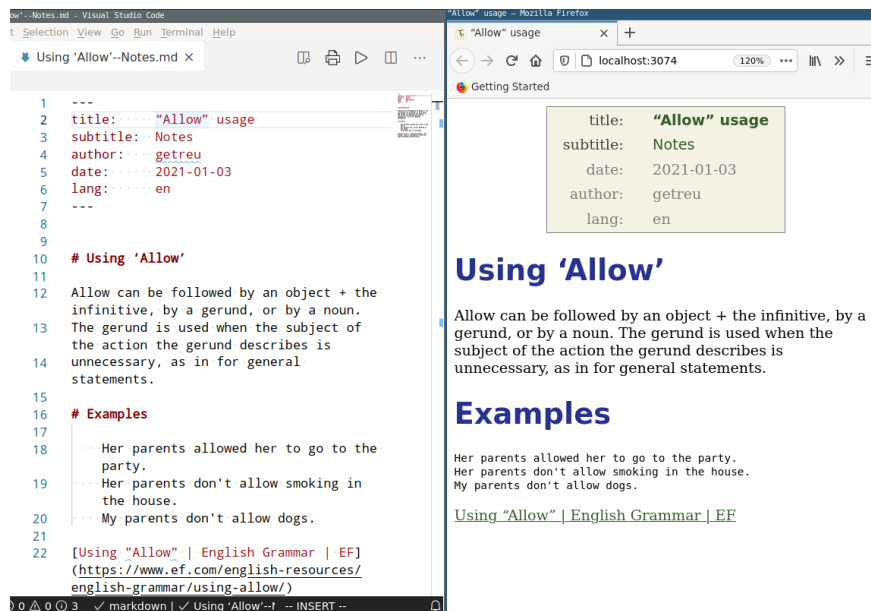 ow’--Notes.md - Visual Studio Code
t Selection View Go Run Terminal Help
Using ‘Allow’--Notes.md ×
1 ---
2 title: “Allow” usage
3 subtitle: Notes
4 author: getreu
5 date: 2021-01-03
6 lang: en
7 ---
8
9
10 # Using ‘Allow’
11
12 Allow can be followed by an object + the
infinitive, by a gerund, or by a noun.
13 The gerund is used when the subject of
the action the gerund describes is
14 unnecessary, as in for general
statements.
15
16 # Examples
17
18 Her parents allowed her to go to the
party.
19 Her parents don't allow smoking in
the house.
20 My parents don't allow dogs.
21
22 [Using "Allow" | English Grammar | EF]
(https://www.ef.com/english-resources/
english-grammar/using-allow/)
0 0 3 markdown | Using ‘Allow’--N -- INSERT --
“Allow” usage — Mozilla Firefox
“Allow” usage ×
localhost:3074 120%
Getting Started
title: “Allow” usage
subtitle: Notes
date: 2021-01-03
author: getreu
lang: en
Using ‘Allow’
Allow can be followed by an object + the infinitive, by a
gerund, or by a noun. The gerund is used when the
subject of the action the gerund describes is
unnecessary, as in for general statements.
Examples
Her parents allowed her to go to the party.
Her parents don't allow smoking in the house.
My parents don't allow dogs.
Using “Allow” | English Grammar | EF